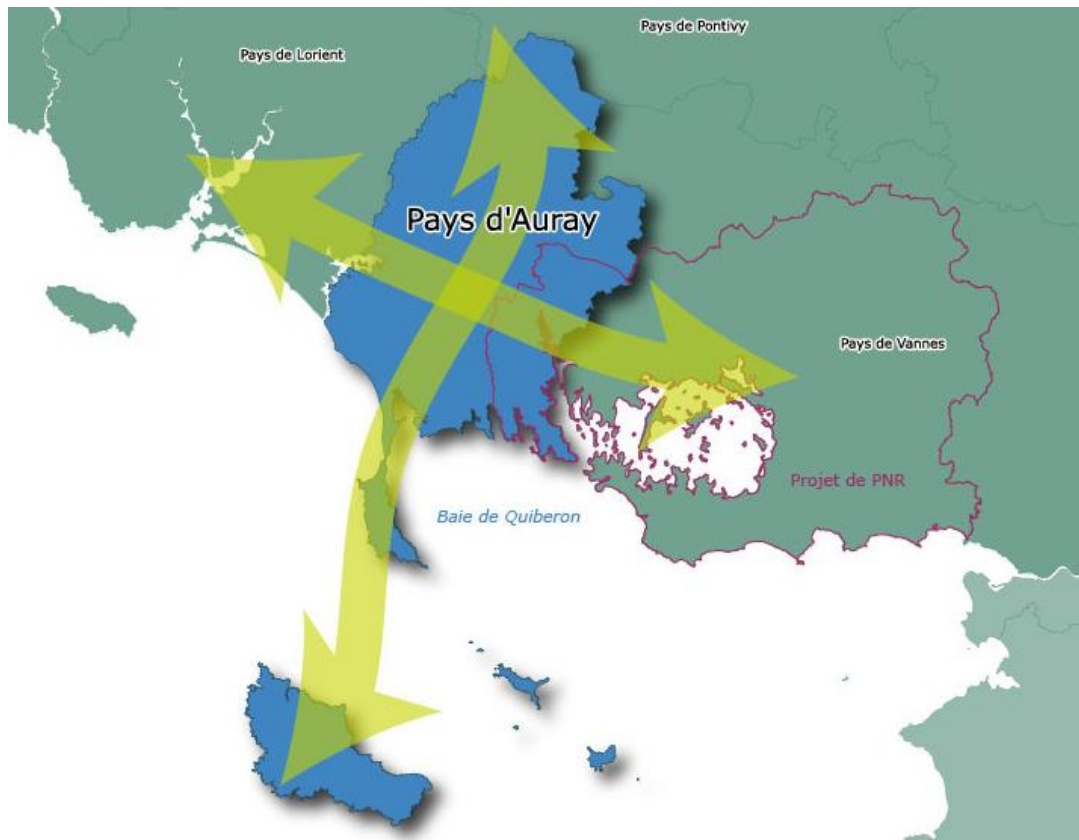 Pays de Pontivy
Pays de Lorient
Pays d'Auray
Pays de Vannes
Projet de PNR
Baie de Quiberon